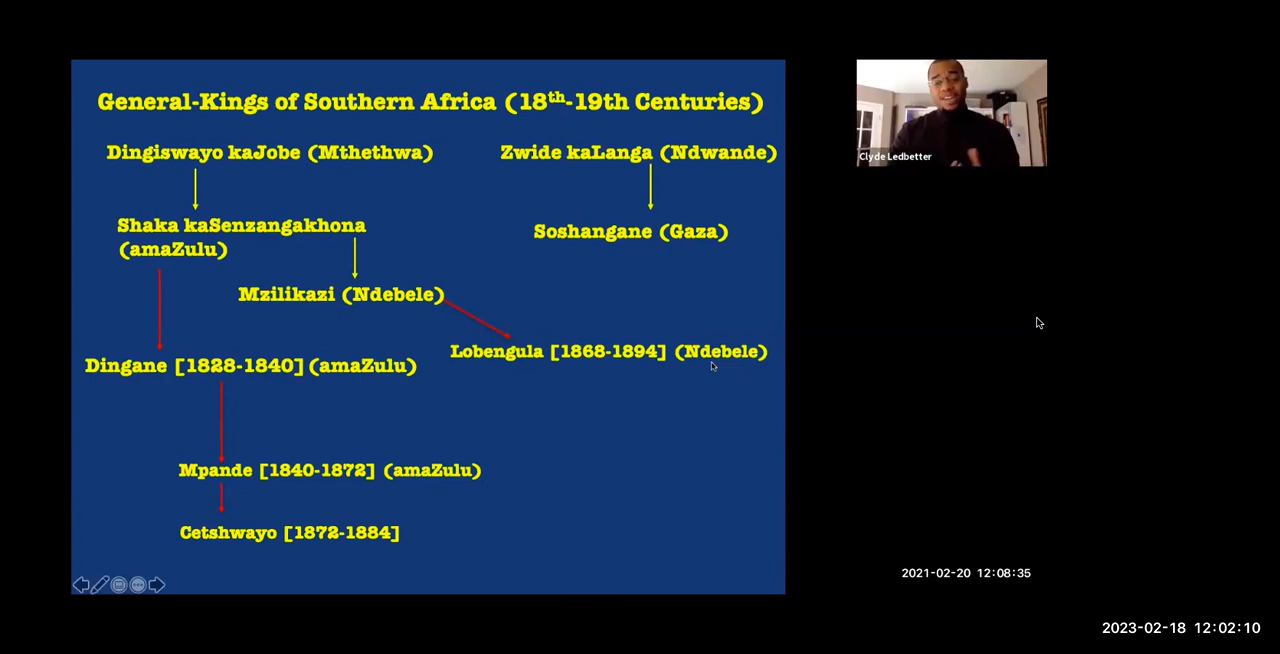 General-Kings of Southern Africa (18th-19th Centuries)
Dingiswayo kaJobe (Mthethwa)
Zwide kaLanga (Ndwande)
Shaka kaSenzangakhona
(amaZulu)
Soshangane (Gaza)
Mzilikazi (Ndebele)
Lobengula [1868-1894] (Ndebele)
Dingane [1828-1840] (amaZulu)
Mpande [1840-1872] (amaZulu)
Cetshwayo [1872-1884]
Clyde Ledbetter
2021-02-20 12:08:35
2023-02-18 12:02:10